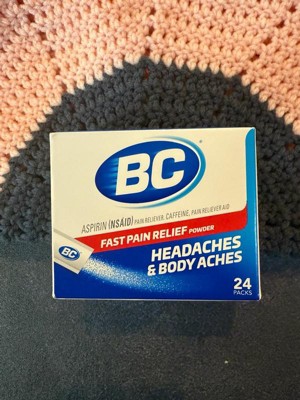 BC
ASPIRIN (NSAID) PAIN RELIEVER, CAFFEINE, PAIN RELIEVER AID
FAST PAIN RELIEF POWDER
BC
HEADACHES
& BODY ACHES
24
PACKS